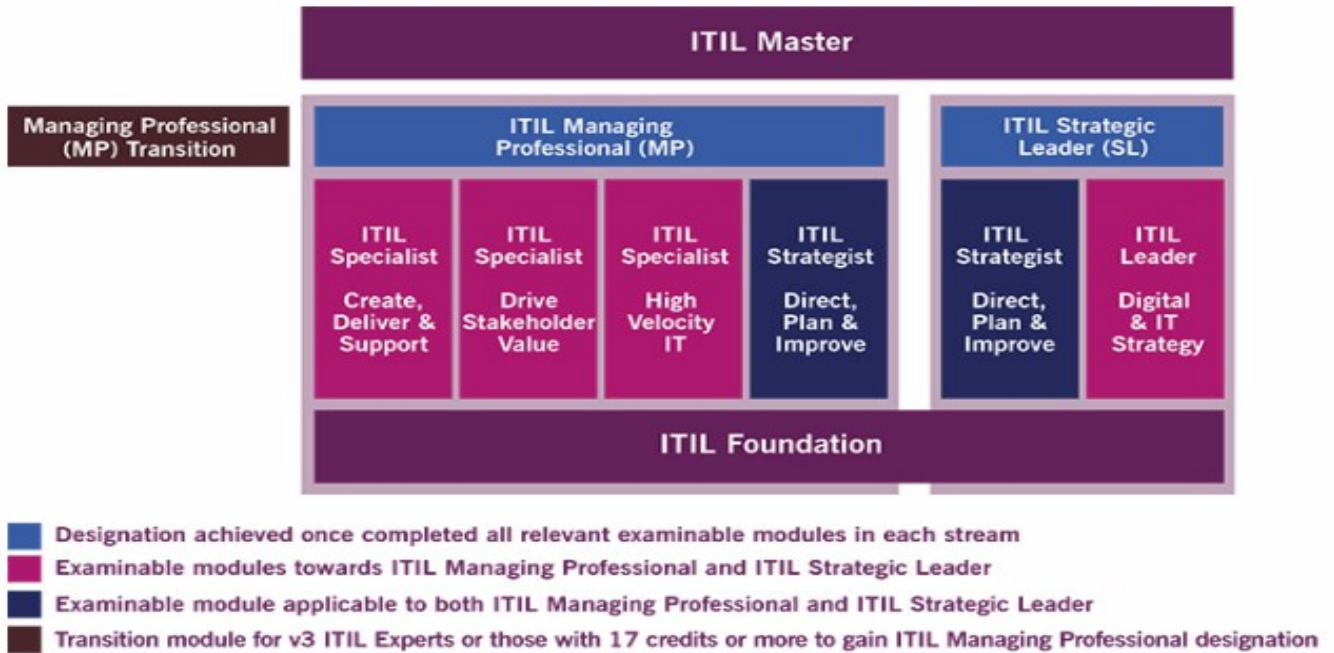 ITIL Master
Managing Professional
(MP) Transition
ITIL Managing
Professional (MP)
ITIL Strategic
Leader (SL)
ITIL
Specialist
Create,
Deliver &
Support
ITIL
Specialist
Drive
Stakeholder
Value
ITIL
Specialist
High
Velocity
IT
ITIL
Strategist
Direct,
Plan &
Improve
ITIL
Strategist
Direct,
Plan &
Improve
ITIL
Leader
Digital
& IT
Strategy
ITIL Foundation
Designation achieved once completed all relevant examinable modules in each stream
Examinable modules towards ITIL Managing Professional and ITIL Strategic Leader
Examinable module applicable to both ITIL Managing Professional and ITIL Strategic Leader
Transition module for v3 ITIL Experts or those with 17 credits or more to gain ITIL Managing Professional designation